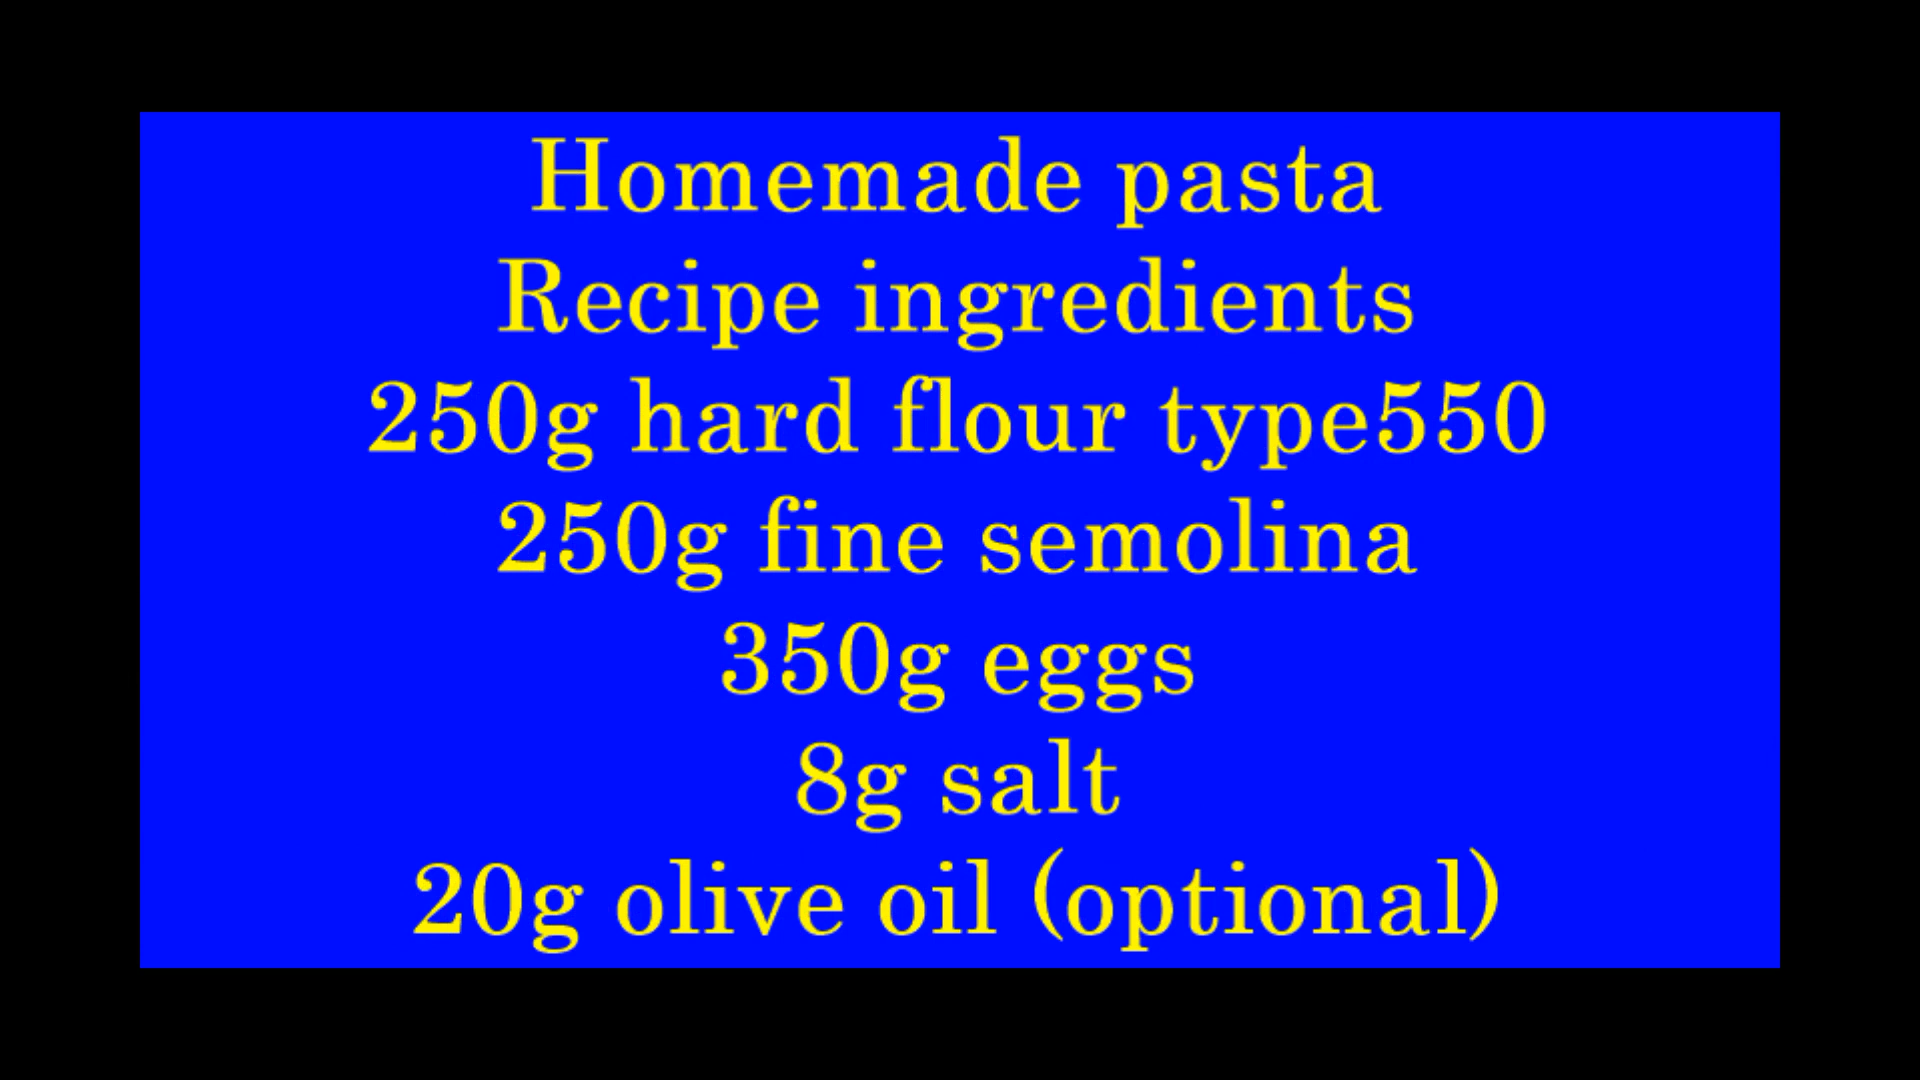 Homemade pasta
Recipe ingredients
250g hard flour type550
250g fine semolina
350g eggs
8g salt
20g olive oil (optional)